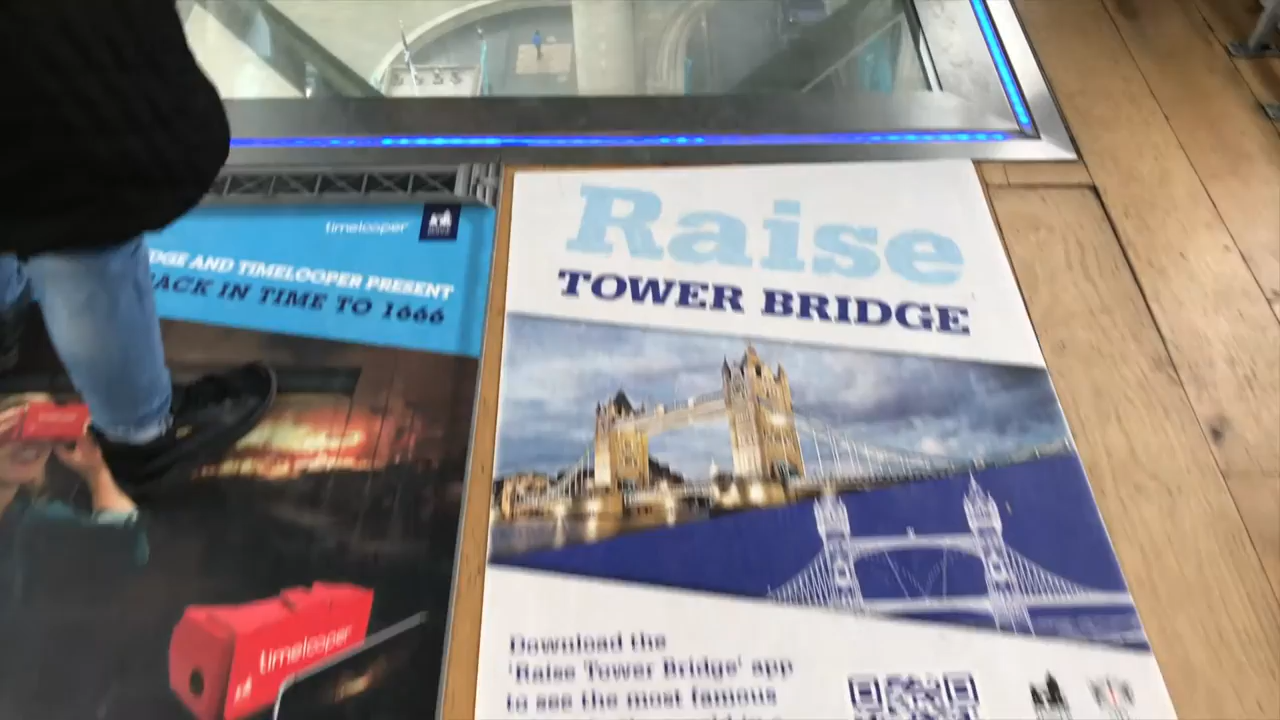 timelooper
DGE AND TIMELOOPER PRESENT
ACK IN TIME TO 1666
timelooper
Raise
TOWER BRIDGE
Download the
'Raise Tower Bridge' app
to see the most famous